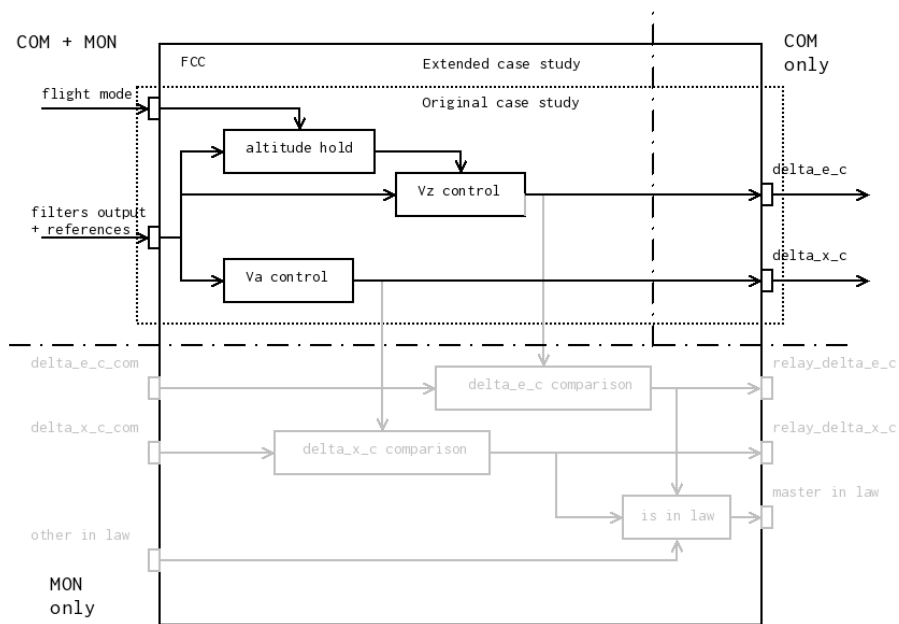 COM + MON
COM
only
FCC
Extended case study
flight mode
Original case study
altitude hold
delta_e_c
Vz control
filters output
+ references
delta_x_c
Va control
delta_e_c_com
relay_delta_e_c
delta_e_c comparison
delta_x_c_com
relay_delta_x_c
delta_x_c comparison
master in law
is in law
other in law
MON
only